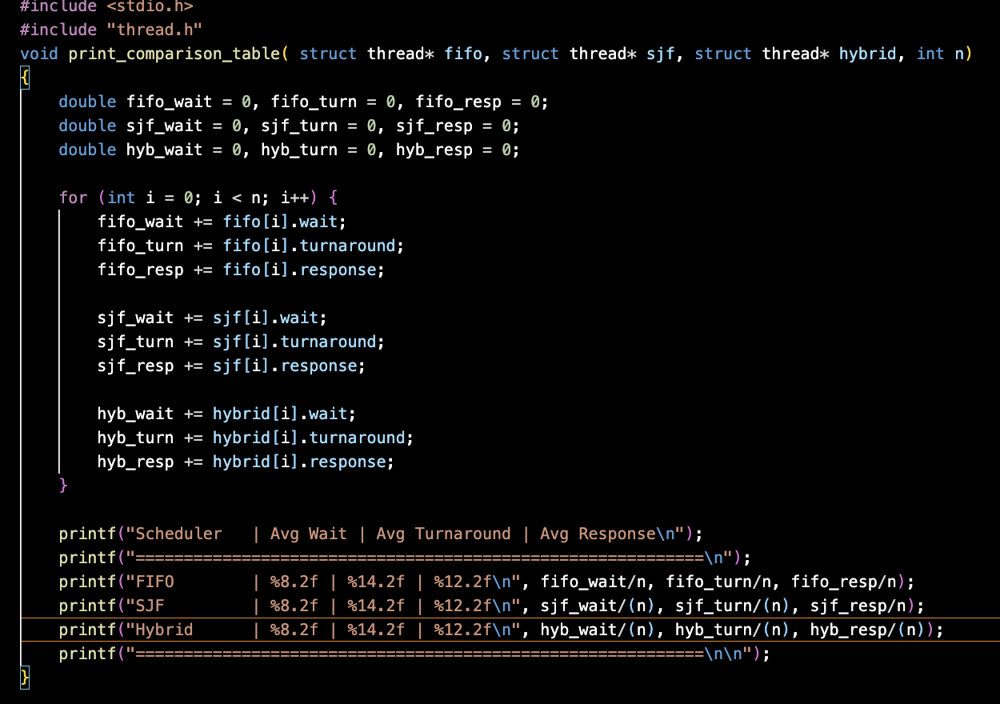 #include <stdio.h>
#include "thread.h"
void print_comparison_table( struct thread* fifo, struct thread* sjf, struct thread* hybrid, int n)
{
    double fifo_wait = 0, fifo_turn = 0, fifo_resp = 0;
    double sjf_wait = 0, sjf_turn = 0, sjf_resp = 0;
    double hyb_wait = 0, hyb_turn = 0, hyb_resp = 0;

    for (int i = 0; i < n; i++) {
        fifo_wait += fifo[i].wait;
        fifo_turn += fifo[i].turnaround;
        fifo_resp += fifo[i].response;

        sjf_wait += sjf[i].wait;
        sjf_turn += sjf[i].turnaround;
        sjf_resp += sjf[i].response;

        hyb_wait += hybrid[i].wait;
        hyb_turn += hybrid[i].turnaround;
        hyb_resp += hybrid[i].response;
    }

    printf("Scheduler   | Avg Wait | Avg Turnaround | Avg Response\n");
    printf("===========================================================\n");
    printf("FIFO        | %8.2f | %14.2f | %12.2f\n", fifo_wait/n, fifo_turn/n, fifo_resp/n);
    printf("SJF         | %8.2f | %14.2f | %12.2f\n", sjf_wait/(n), sjf_turn/(n), sjf_resp/n);
    printf("Hybrid      | %8.2f | %14.2f | %12.2f\n", hyb_wait/(n), hyb_turn/(n), hyb_resp/(n));
    printf("===========================================================\n\n");
}